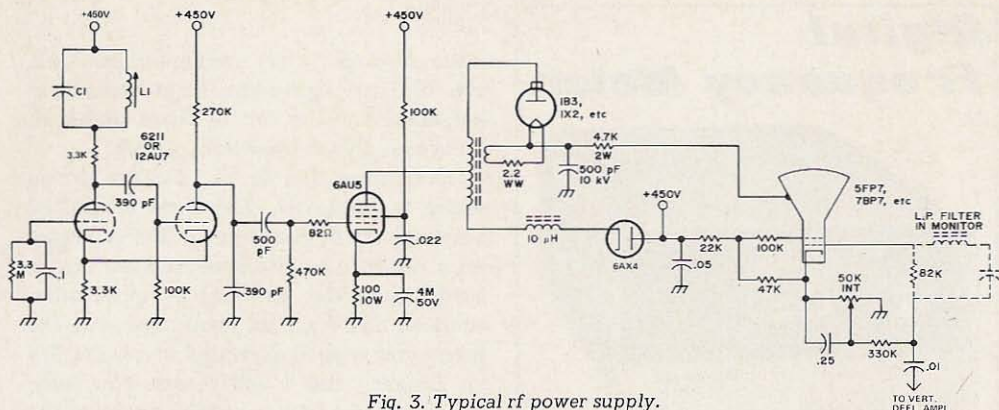 +450V
+450V
+450V
C1
L1
270K
100K
3.3K
6211
OR
12AU7
390 pF
3.3
M
.1
3.3K
100K
390 pF
500
pF
470K
82Ω
6AU5
.022
100
10W
4M
50V
1B3,
1X2, etc
2.2
WW
4.7K
2W
500 pF
10 kV
10 μH
6AX4
+450V
.05
22K
100K
47K
5FP7,
7BP7, etc
L.P. FILTER
IN MONITOR
82K
50K
INT
.25
330K
.01
TO VERT.
DEFL AMPL
Fig. 3. Typical rf power supply.